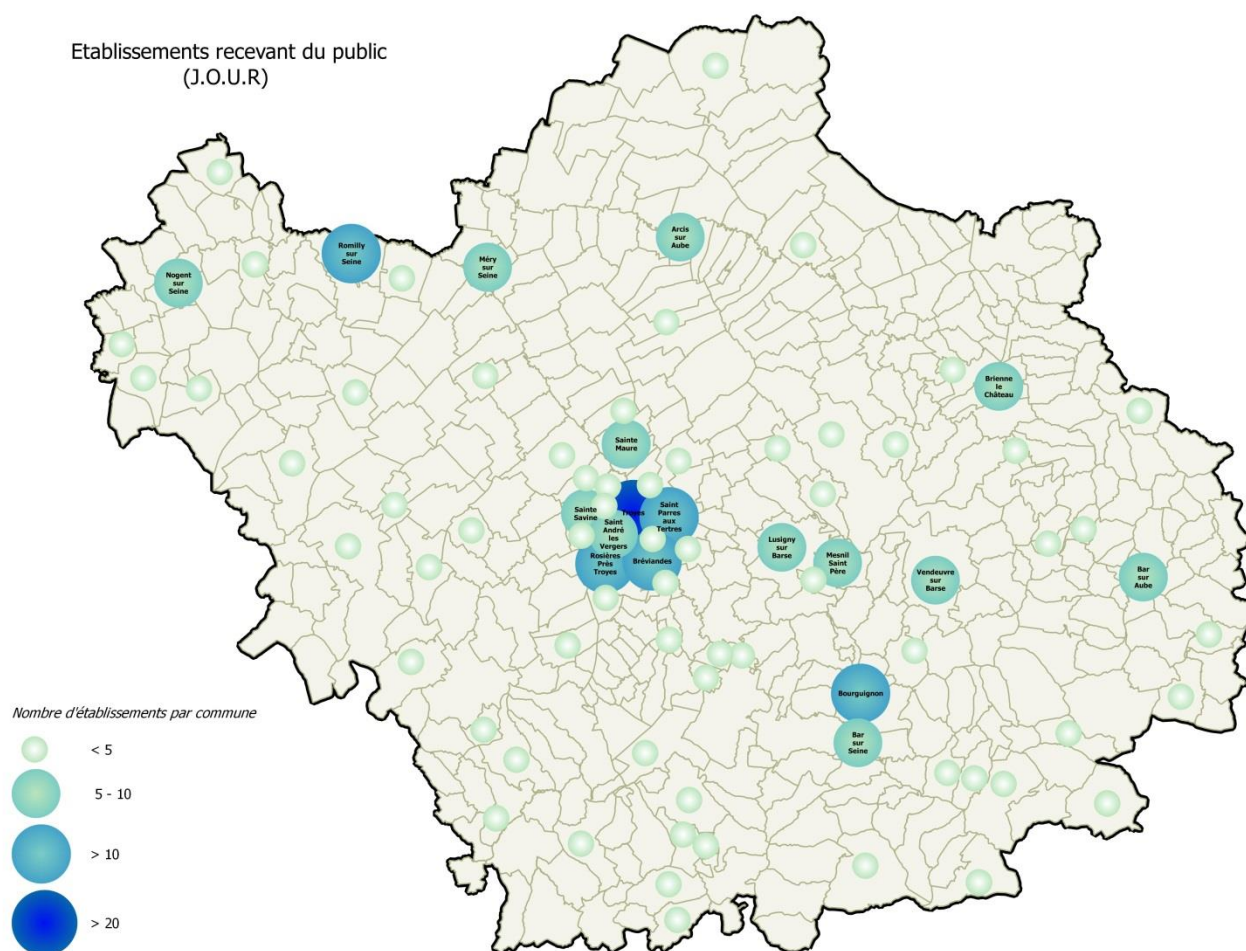 Etablissements recevant du public
(J.O.U.R)
Romilly
sur
Seine
Arcis
sur
Aube
Méry
sur
Seine
Nogent
sur
Seine
Brienne
le
Château
Sainte
Maure
Sainte
Savine
Troyes
Saint
Parres
aux
Tertres
Saint
André
les
Vergers
Rosières
Près
Troyes
Bréviandes
Lusigny
sur
Barse
Mesnil
Saint
Père
Vendeuvre
sur
Barse
Bar
sur
Aube
Bourguignon
Bar
sur
Seine
Nombre d'établissements par commune
< 5
5 - 10
> 10
> 20